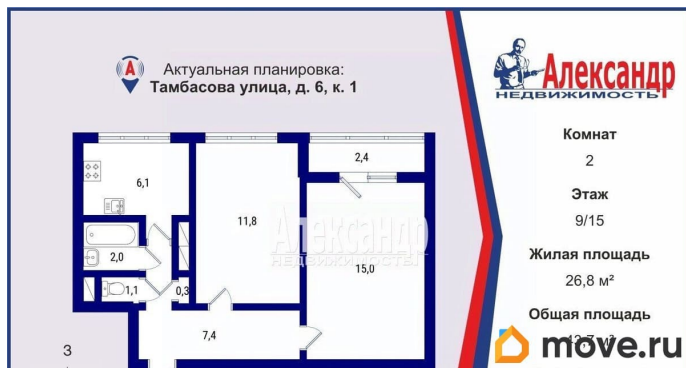 Актуальная планировка:
Тамбасова улица, д. 6, к. 1
Александр
НЕДВИЖИМОСТЬ
Комнат
2
Этаж
9/15
Жилая площадь
26,8 м²
Общая площадь
move.ru
2,4
6,1
11,8
Александр
НЕДВИЖИМОСТЬ
15,0
2,0
1,1
0,3
7,4
З